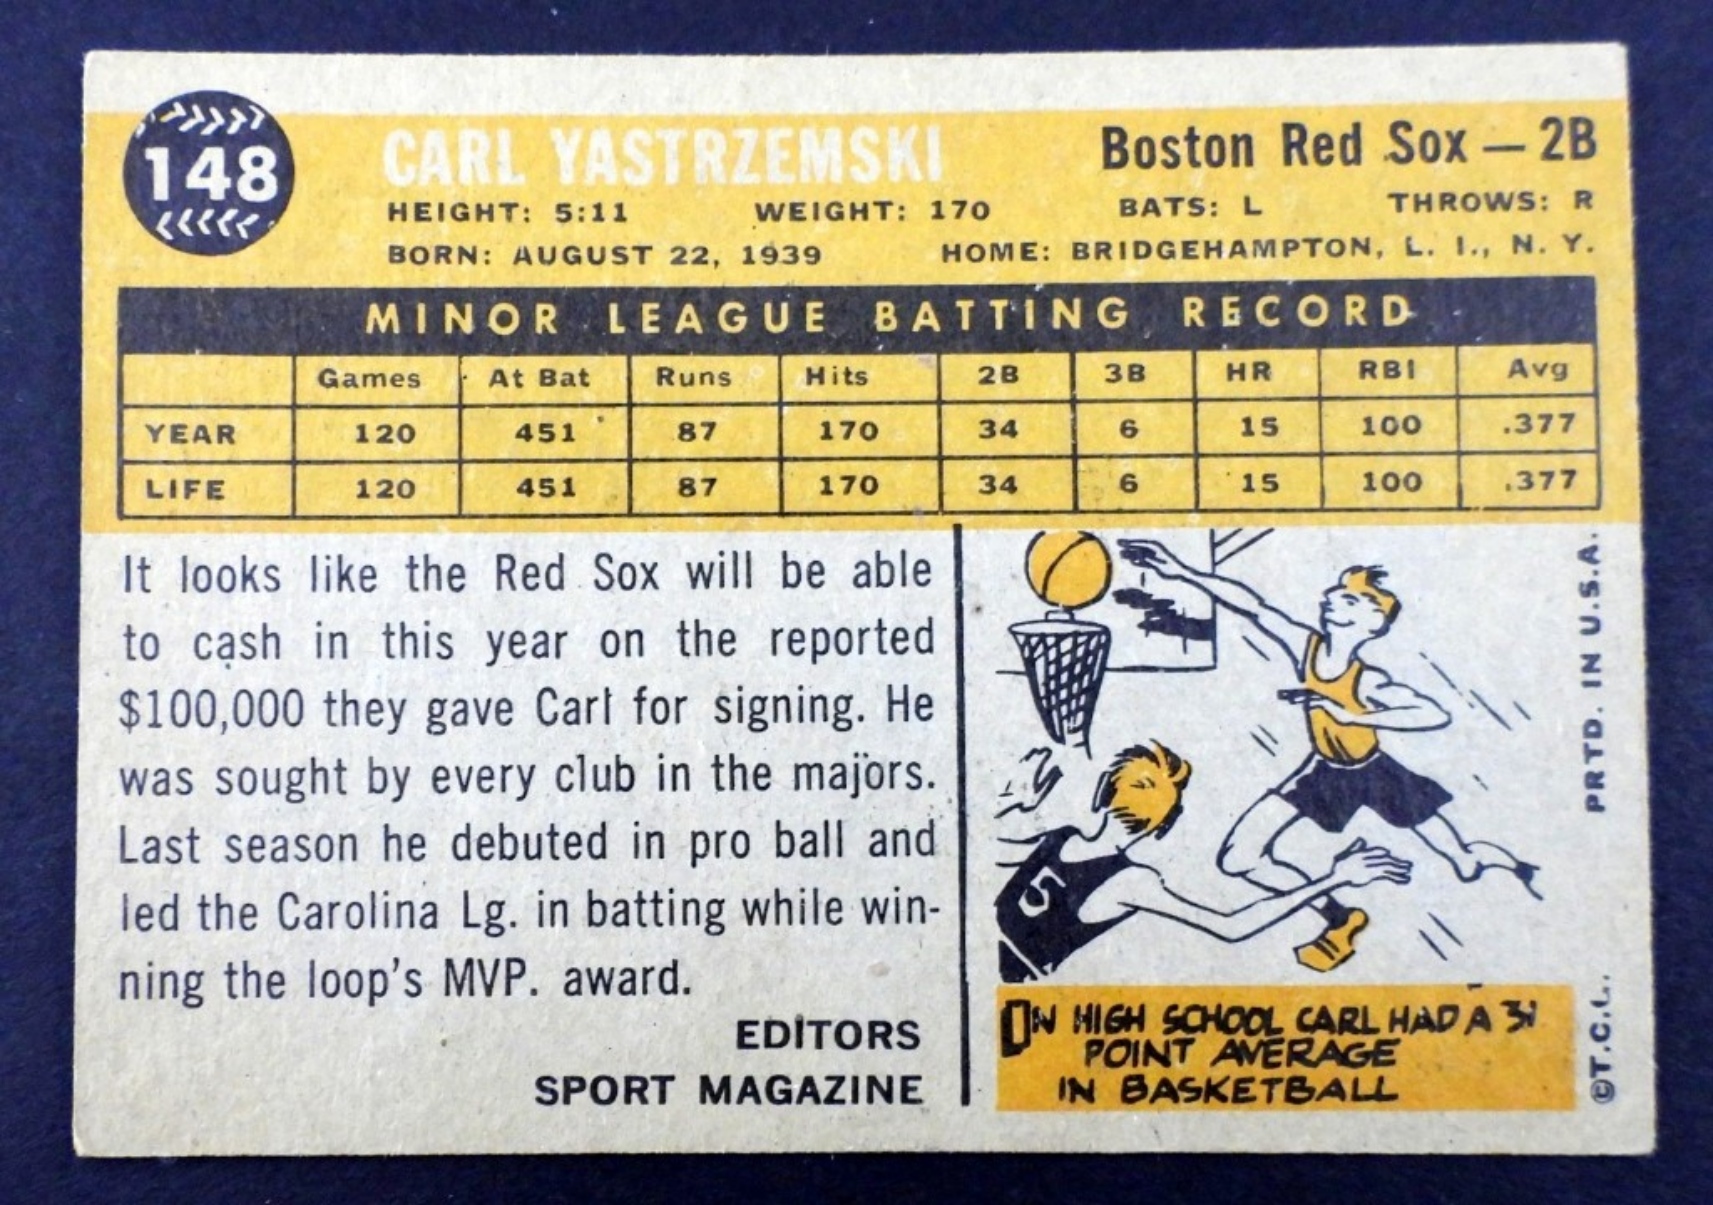 148
CARL YASTRZEMSKI
Boston Red Sox — 2B
HEIGHT: 5:11 WEIGHT: 170 BATS: L THROWS: R
BORN: AUGUST 22, 1939 HOME: BRIDGEHAMPTON, L. I., N. Y.
MINOR LEAGUE BATTING RECORD
Games At Bat Runs Hits 2B 3B HR RBI Avg
YEAR 120 451 87 170 34 6 15 100 .377
LIFE 120 451 87 170 34 6 15 100 .377
It looks like the Red Sox will be able
to cash in this year on the reported
$100,000 they gave Carl for signing. He
was sought by every club in the majors.
Last season he debuted in pro ball and
led the Carolina Lg. in batting while win-
ning the loop's MVP. award.
EDITORS
SPORT MAGAZINE
5
IN HIGH SCHOOL CARL HAD A 31
POINT AVERAGE
IN BASKETBALL
PRTD. IN U.S.A.
©T.C.L.